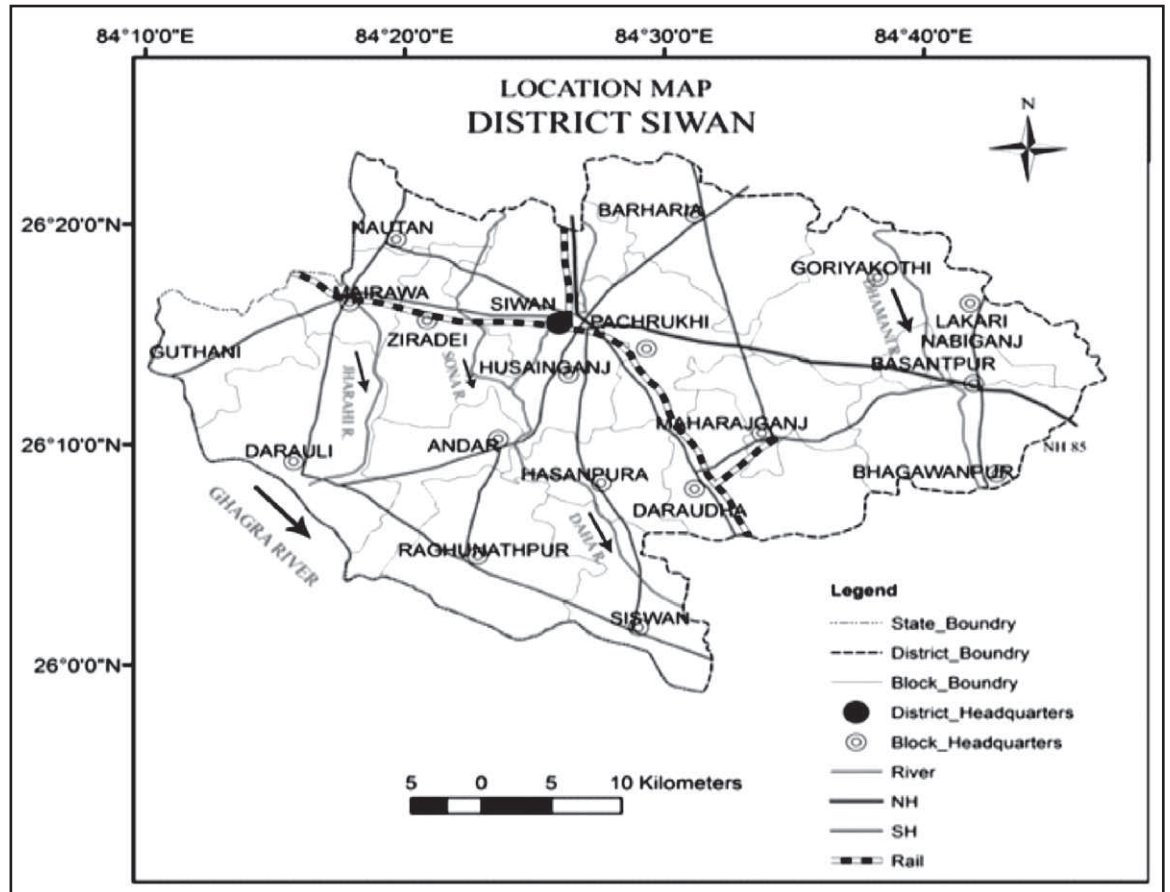 84°10'0"E 84°20'0"E 84°30'0"E 84°40'0"E
LOCATION MAP
DISTRICT SIWAN
N
26°20'0"N
BARHARIA
NAUTAN
GORIYAKOTHI
MAIRAWA
SIWAN
PACHRUKHI
DHAMATI R.
LAKARI
NABIGANJ
ZIRADEI
GUTHANI
HUSAINGANJ
BASANTPUR
JHARAHI R.
SONA R.
26°10'0"N
MAHARAJGANJ
DARAULI
ANDAR
NH 85
HASANPURA
BHAGAWANPUR
DARAUDHA
GHAGRA RIVER
DAHA R.
RAGHUNATHPUR
SISWAN
26°0'0"N
Legend
State_Boundry
District_Boundry
Block_Boundry
District_Headquarters
Block_Headquarters
River
NH
SH
Rail
5 0 5 10 Kilometers